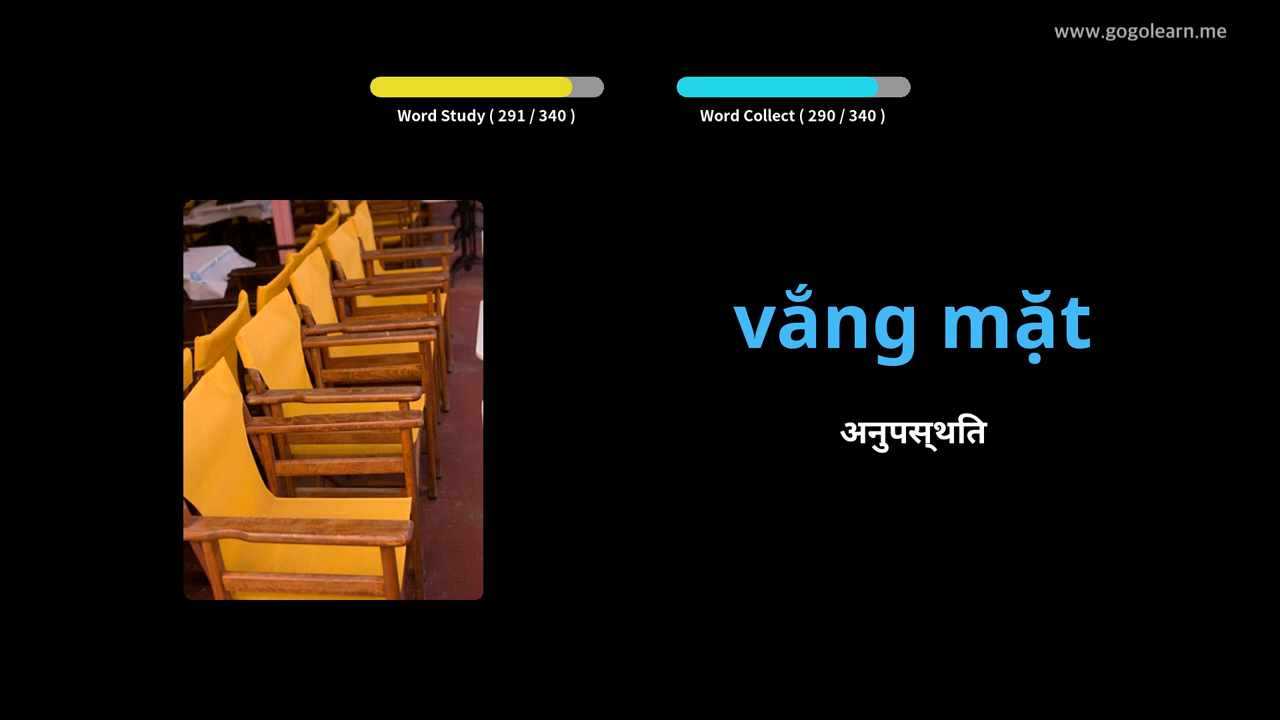 www.gogolearn.me
Word Study ( 291 / 340 )
Word Collect ( 290 / 340 )
vắng mặt
अनुपस्‌थति